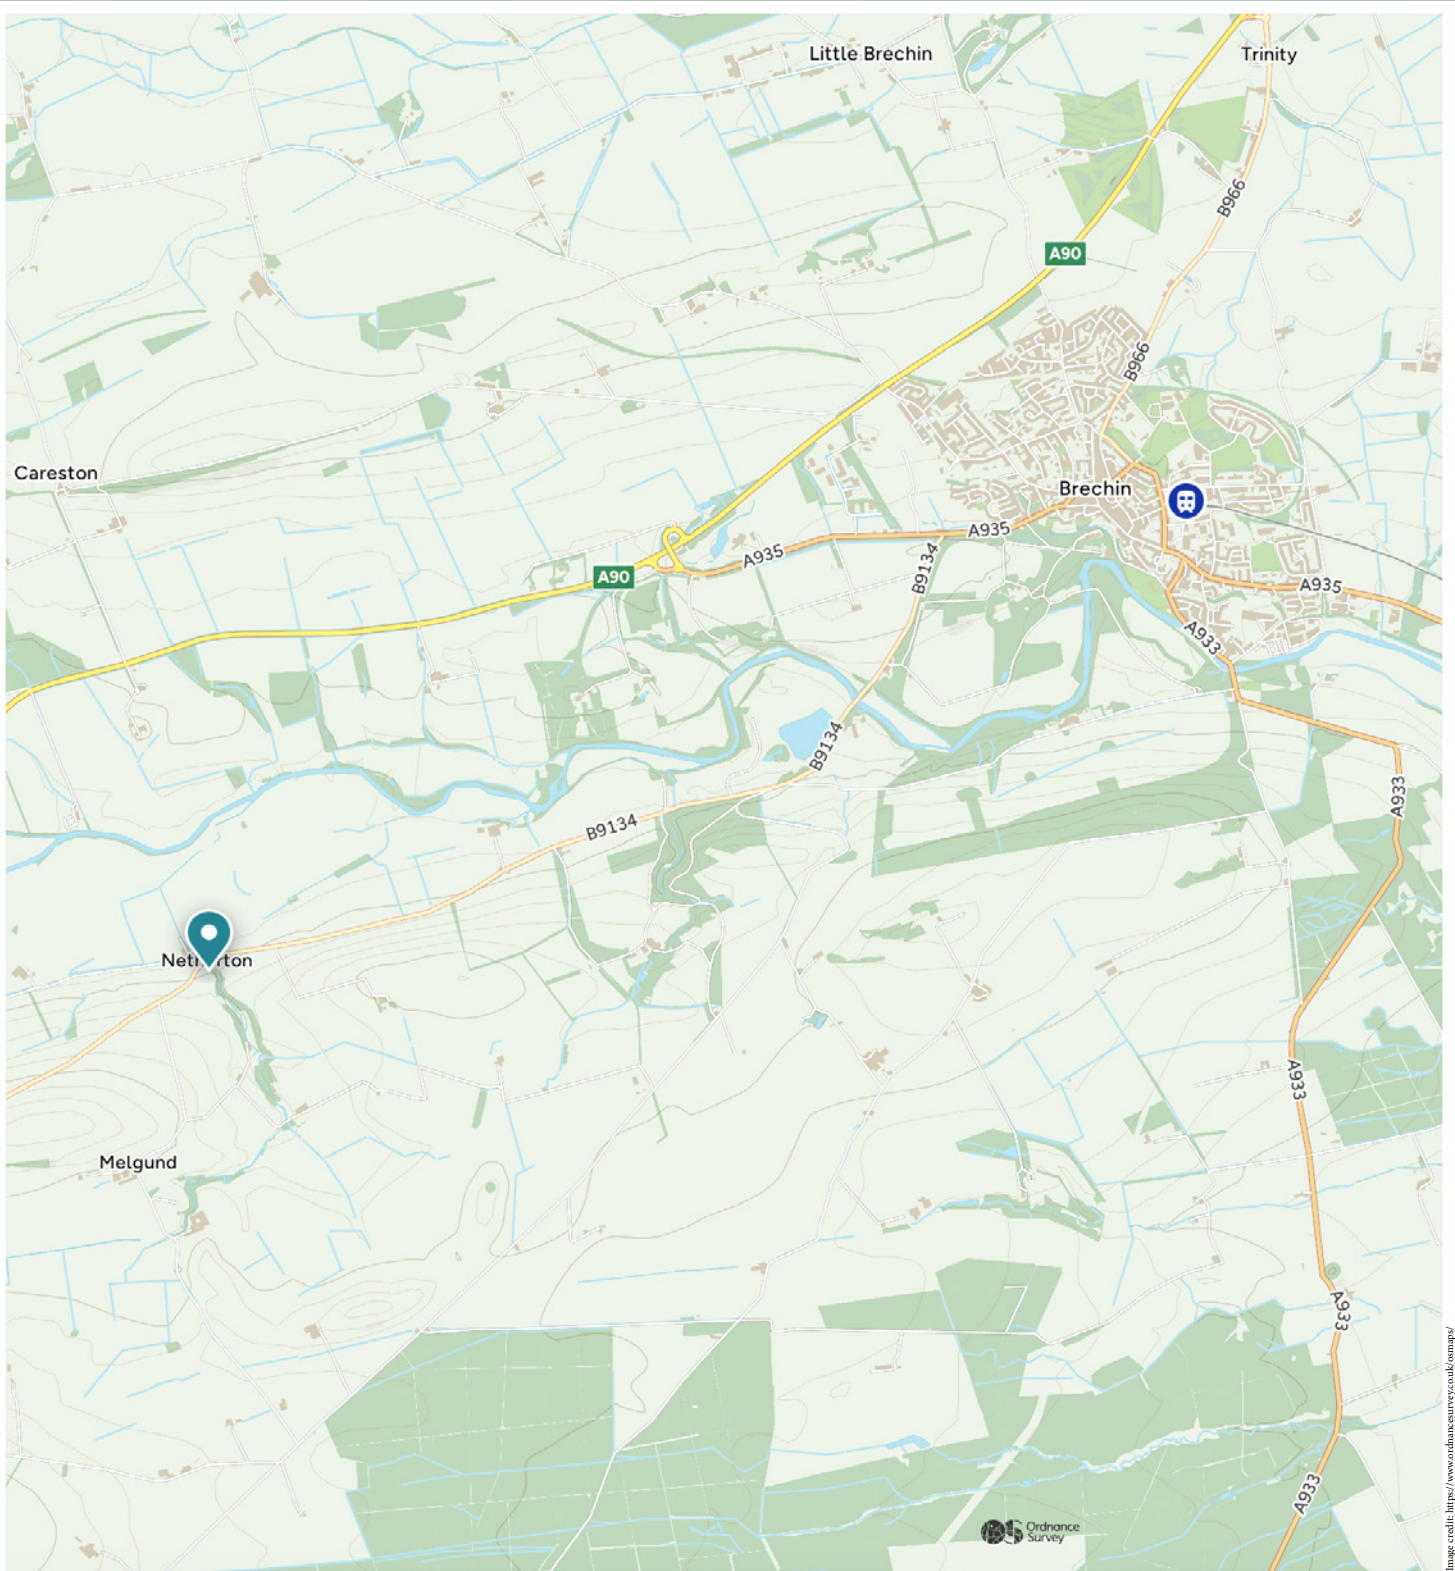 Little Brechin
Trinity
B966
A90
B966
Careston
Brechin
A935
A935
B9134
A90
A935
A933
B9134
A933
B9134
Netherton
A933
Melgund
A933
A933
Ordnance
Survey
Image credit: https://www.ordnancesurvey.co.uk/osmaps/